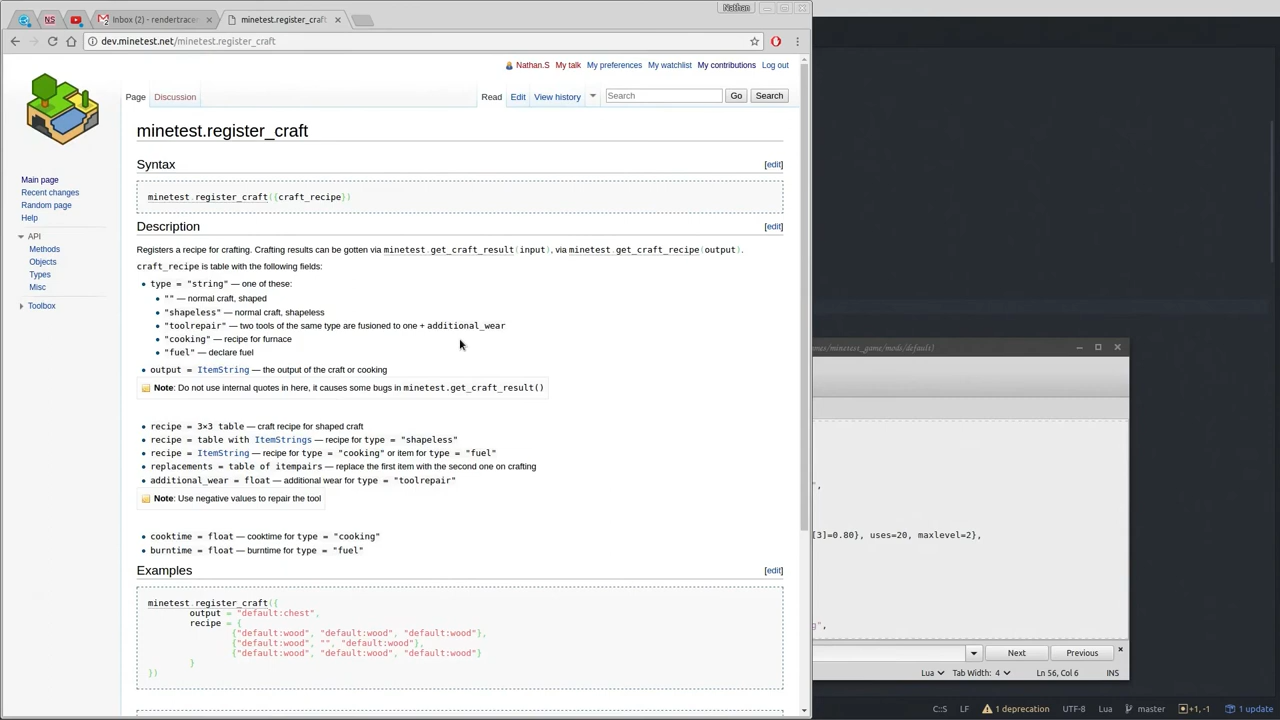 Nathan
NS
Inbox (2) - rendertrace
minetest.register_craft
dev.minetest.net/minetest.register_craft
Nathan.S My talk My preferences My watchlist My contributions Log out
Page Discussion Read Edit View history Search Go Search
minetest.register_craft
Syntax [edit]
minetest.register_craft({craft_recipe})
Description [edit]
Registers a recipe for crafting. Crafting results can be gotten via minetest.get_craft_result(input), via minetest.get_craft_recipe(output).
craft_recipe is table with the following fields:
type = "string" — one of these:
"" — normal craft, shaped
"shapeless" — normal craft, shapeless
"toolrepair" — two tools of the same type are fusioned to one + additional_wear
"cooking" — recipe for furnace
"fuel" — declare fuel
output = ItemString — the output of the craft or cooking
Note: Do not use internal quotes in here, it causes some bugs in minetest.get_craft_result()
recipe = 3×3 table — craft recipe for shaped craft
recipe = table with ItemStrings — recipe for type = "shapeless"
recipe = ItemString — recipe for type = "cooking" or item for type = "fuel"
replacements = table of itempairs — replace the first item with the second one on crafting
additional_wear = float — additional wear for type = "toolrepair"
Note: Use negative values to repair the tool
cooktime = float — cooktime for type = "cooking"
burntime = float — burntime for type = "fuel"
Examples [edit]
minetest.register_craft({
output = "default:chest",
recipe = {
{"default:wood", "default:wood", "default:wood"},
{"default:wood", "", "default:wood"},
{"default:wood", "default:wood", "default:wood"}
}
})
Main page
Recent changes
Random page
Help
API
Methods
Objects
Types
Misc
Toolbox
/minetest_game/mods/default]
",
[3]=0.80}, uses=20, maxlevel=2},
g",
Next Previous
Lua Tab Width: 4 Ln 56, Col 6 INS
C::S LF 1 deprecation UTF-8 Lua master +1, -1 1 update